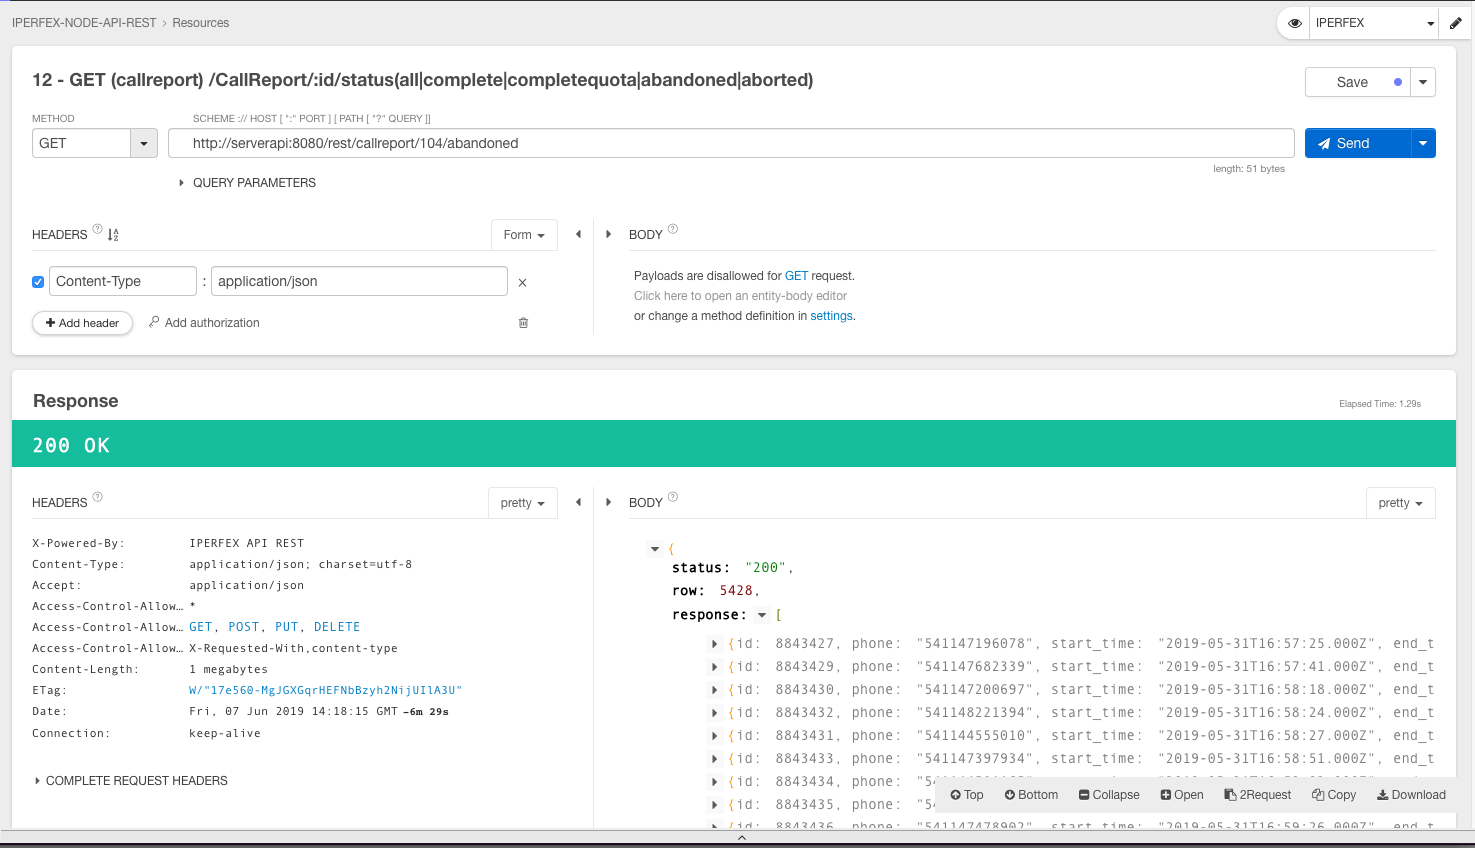 IPERFEX-NODE-API-REST › Resources
IPERFEX
12 - GET (callreport) /CallReport/:id/status(all|complete|completequota|abandoned|aborted)
Save
METHOD
SCHEME :// HOST [ ":" PORT ] [ PATH [ "?" QUERY ]]
GET
http://serverapi:8080/rest/callreport/104/abandoned
Send
length: 51 bytes
QUERY PARAMETERS
HEADERS ?
Form
BODY ?
Content-Type : application/json ×
Payloads are disallowed for GET request.
Click here to open an entity-body editor
or change a method definition in settings.
+ Add header
Add authorization
Response
Elapsed Time: 1.29s
200 OK
HEADERS ?
pretty
BODY ?
pretty
X-Powered-By: IPERFEX API REST
Content-Type: application/json; charset=utf-8
Accept: application/json
Access-Control-Allow… *
Access-Control-Allow… GET, POST, PUT, DELETE
Access-Control-Allow… X-Requested-With,content-type
Content-Length: 1 megabytes
ETag: W/"17e560-MgJGXGqrHEFNbBzyh2NijUIlA3U"
Date: Fri, 07 Jun 2019 14:18:15 GMT -6m 29s
Connection: keep-alive
COMPLETE REQUEST HEADERS
{
status: "200",
row: 5428,
response: [
{id: 8843427, phone: "541147196078", start_time: "2019-05-31T16:57:25.000Z", end_t
{id: 8843429, phone: "541147682339", start_time: "2019-05-31T16:57:41.000Z", end_t
{id: 8843430, phone: "541147200697", start_time: "2019-05-31T16:58:18.000Z", end_t
{id: 8843432, phone: "541148221394", start_time: "2019-05-31T16:58:24.000Z", end_t
{id: 8843431, phone: "541144555010", start_time: "2019-05-31T16:58:27.000Z", end_t
{id: 8843433, phone: "541147397934", start_time: "2019-05-31T16:58:51.000Z", end_t
{id: 8843434, phone:
{id: 8843435, phone: "54
{id: 8843436, phone: "541147478902", start_time: "2019-05-31T16:59:26.000Z", end_t
Top Bottom Collapse Open 2Request Copy Download